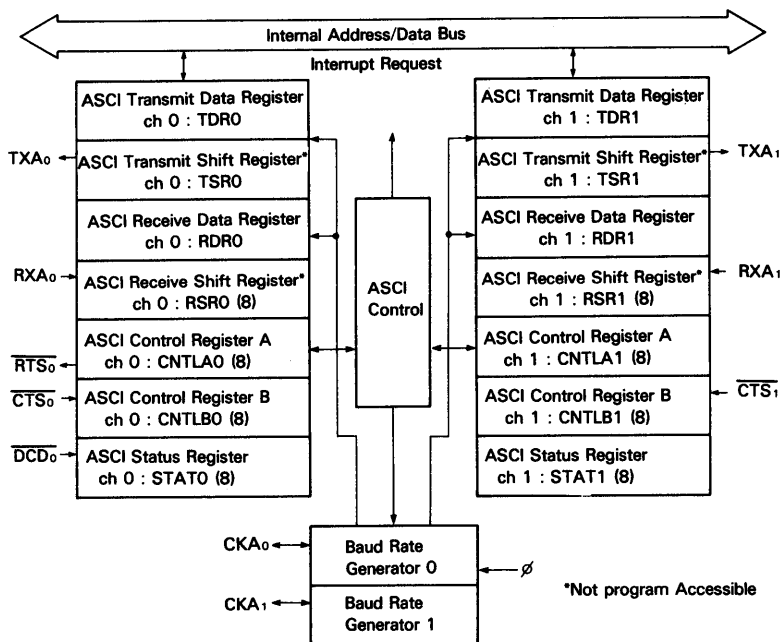 Internal Address/Data Bus
Interrupt Request
ASCI Transmit Data Register
ch 0 : TDR0
TXA₀
ASCI Transmit Shift Register*
ch 0 : TSR0
ASCI Receive Data Register
ch 0 : RDR0
RXA₀
ASCI Receive Shift Register*
ch 0 : RSR0 (8)
ASCI Control Register A
ch 0 : CNTLA0 (8)
R̅T̅S̅₀
C̅T̅S̅₀
ASCI Control Register B
ch 0 : CNTLB0 (8)
D̅C̅D̅₀
ASCI Status Register
ch 0 : STAT0 (8)
ASCI
Control
ASCI Transmit Data Register
ch 1 : TDR1
ASCI Transmit Shift Register*
ch 1 : TSR1
TXA₁
ASCI Receive Data Register
ch 1 : RDR1
ASCI Receive Shift Register*
ch 1 : RSR1 (8)
RXA₁
ASCI Control Register A
ch 1 : CNTLA1 (8)
ASCI Control Register B
ch 1 : CNTLB1 (8)
C̅T̅S̅₁
ASCI Status Register
ch 1 : STAT1 (8)
CKA₀
Baud Rate
Generator 0
ø
CKA₁
Baud Rate
Generator 1
*Not program Accessible